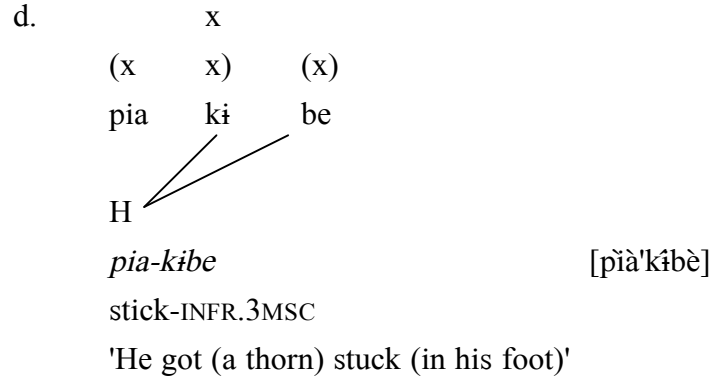 d. x
(x x) (x)
pia kɨ be
H
pia-kɨbe [pìà'kɨ̂bè]
stick-INFR.3MSC
'He got (a thorn) stuck (in his foot)'